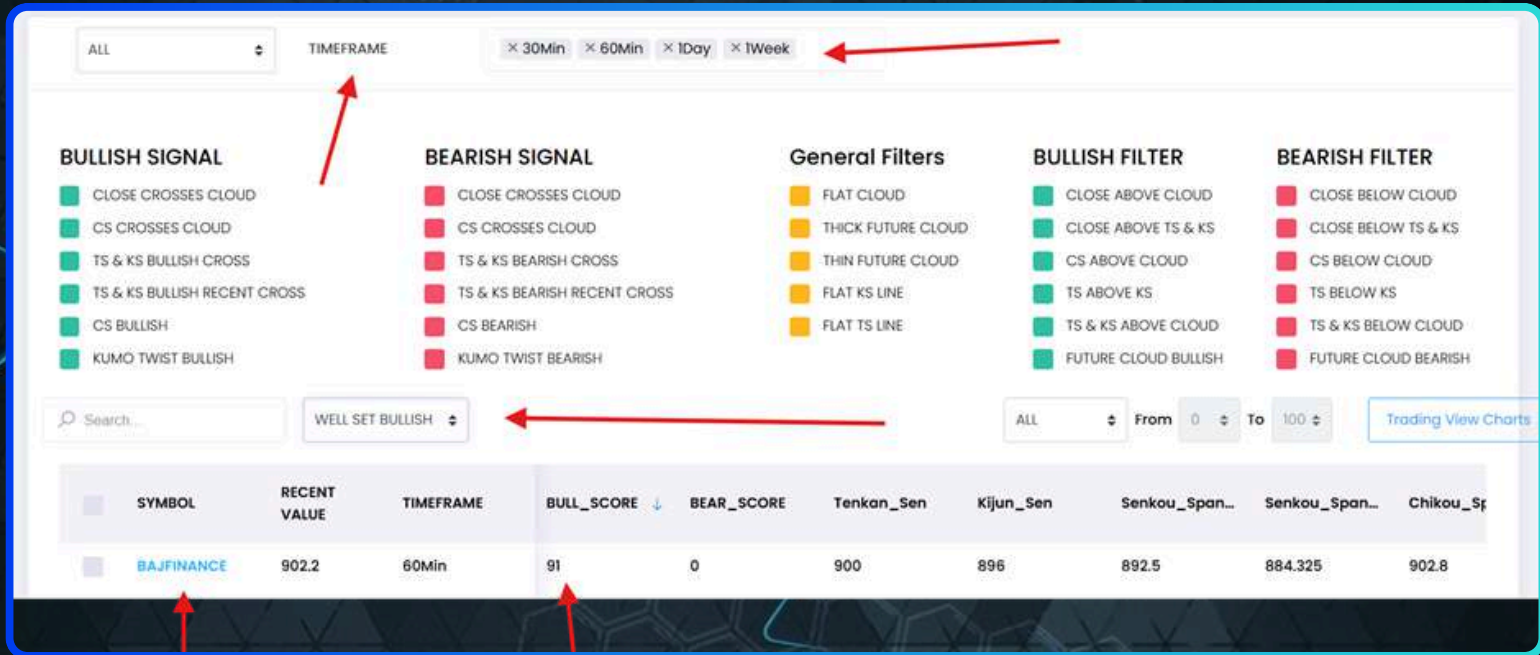 ALL TIMEFRAME × 30Min × 60Min × 1Day × 1Week
BULLISH SIGNAL
CLOSE CROSSES CLOUD
CS CROSSES CLOUD
TS & KS BULLISH CROSS
TS & KS BULLISH RECENT CROSS
CS BULLISH
KUMO TWIST BULLISH
BEARISH SIGNAL
CLOSE CROSSES CLOUD
CS CROSSES CLOUD
TS & KS BEARISH CROSS
TS & KS BEARISH RECENT CROSS
CS BEARISH
KUMO TWIST BEARISH
General Filters
FLAT CLOUD
THICK FUTURE CLOUD
THIN FUTURE CLOUD
FLAT KS LINE
FLAT TS LINE
BULLISH FILTER
CLOSE ABOVE CLOUD
CLOSE ABOVE TS & KS
CS ABOVE CLOUD
TS ABOVE KS
TS & KS ABOVE CLOUD
FUTURE CLOUD BULLISH
BEARISH FILTER
CLOSE BELOW CLOUD
CLOSE BELOW TS & KS
CS BELOW CLOUD
TS BELOW KS
TS & KS BELOW CLOUD
FUTURE CLOUD BEARISH
Search... WELL SET BULLISH ALL From 0 To 100 Trading View Charts
SYMBOL RECENT VALUE TIMEFRAME BULL_SCORE ↓ BEAR_SCORE Tenkan_Sen Kijun_Sen Senkou_Span... Senkou_Span... Chikou_Sp
BAJFINANCE 902.2 60Min 91 0 900 896 892.5 884.325 902.8